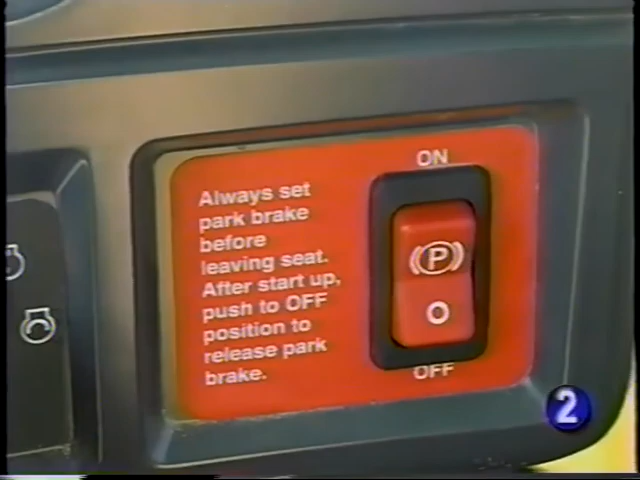 Always set
park brake
before
leaving seat.
After start up,
push to OFF
position to
release park
brake.
ON
P
O
OFF
2